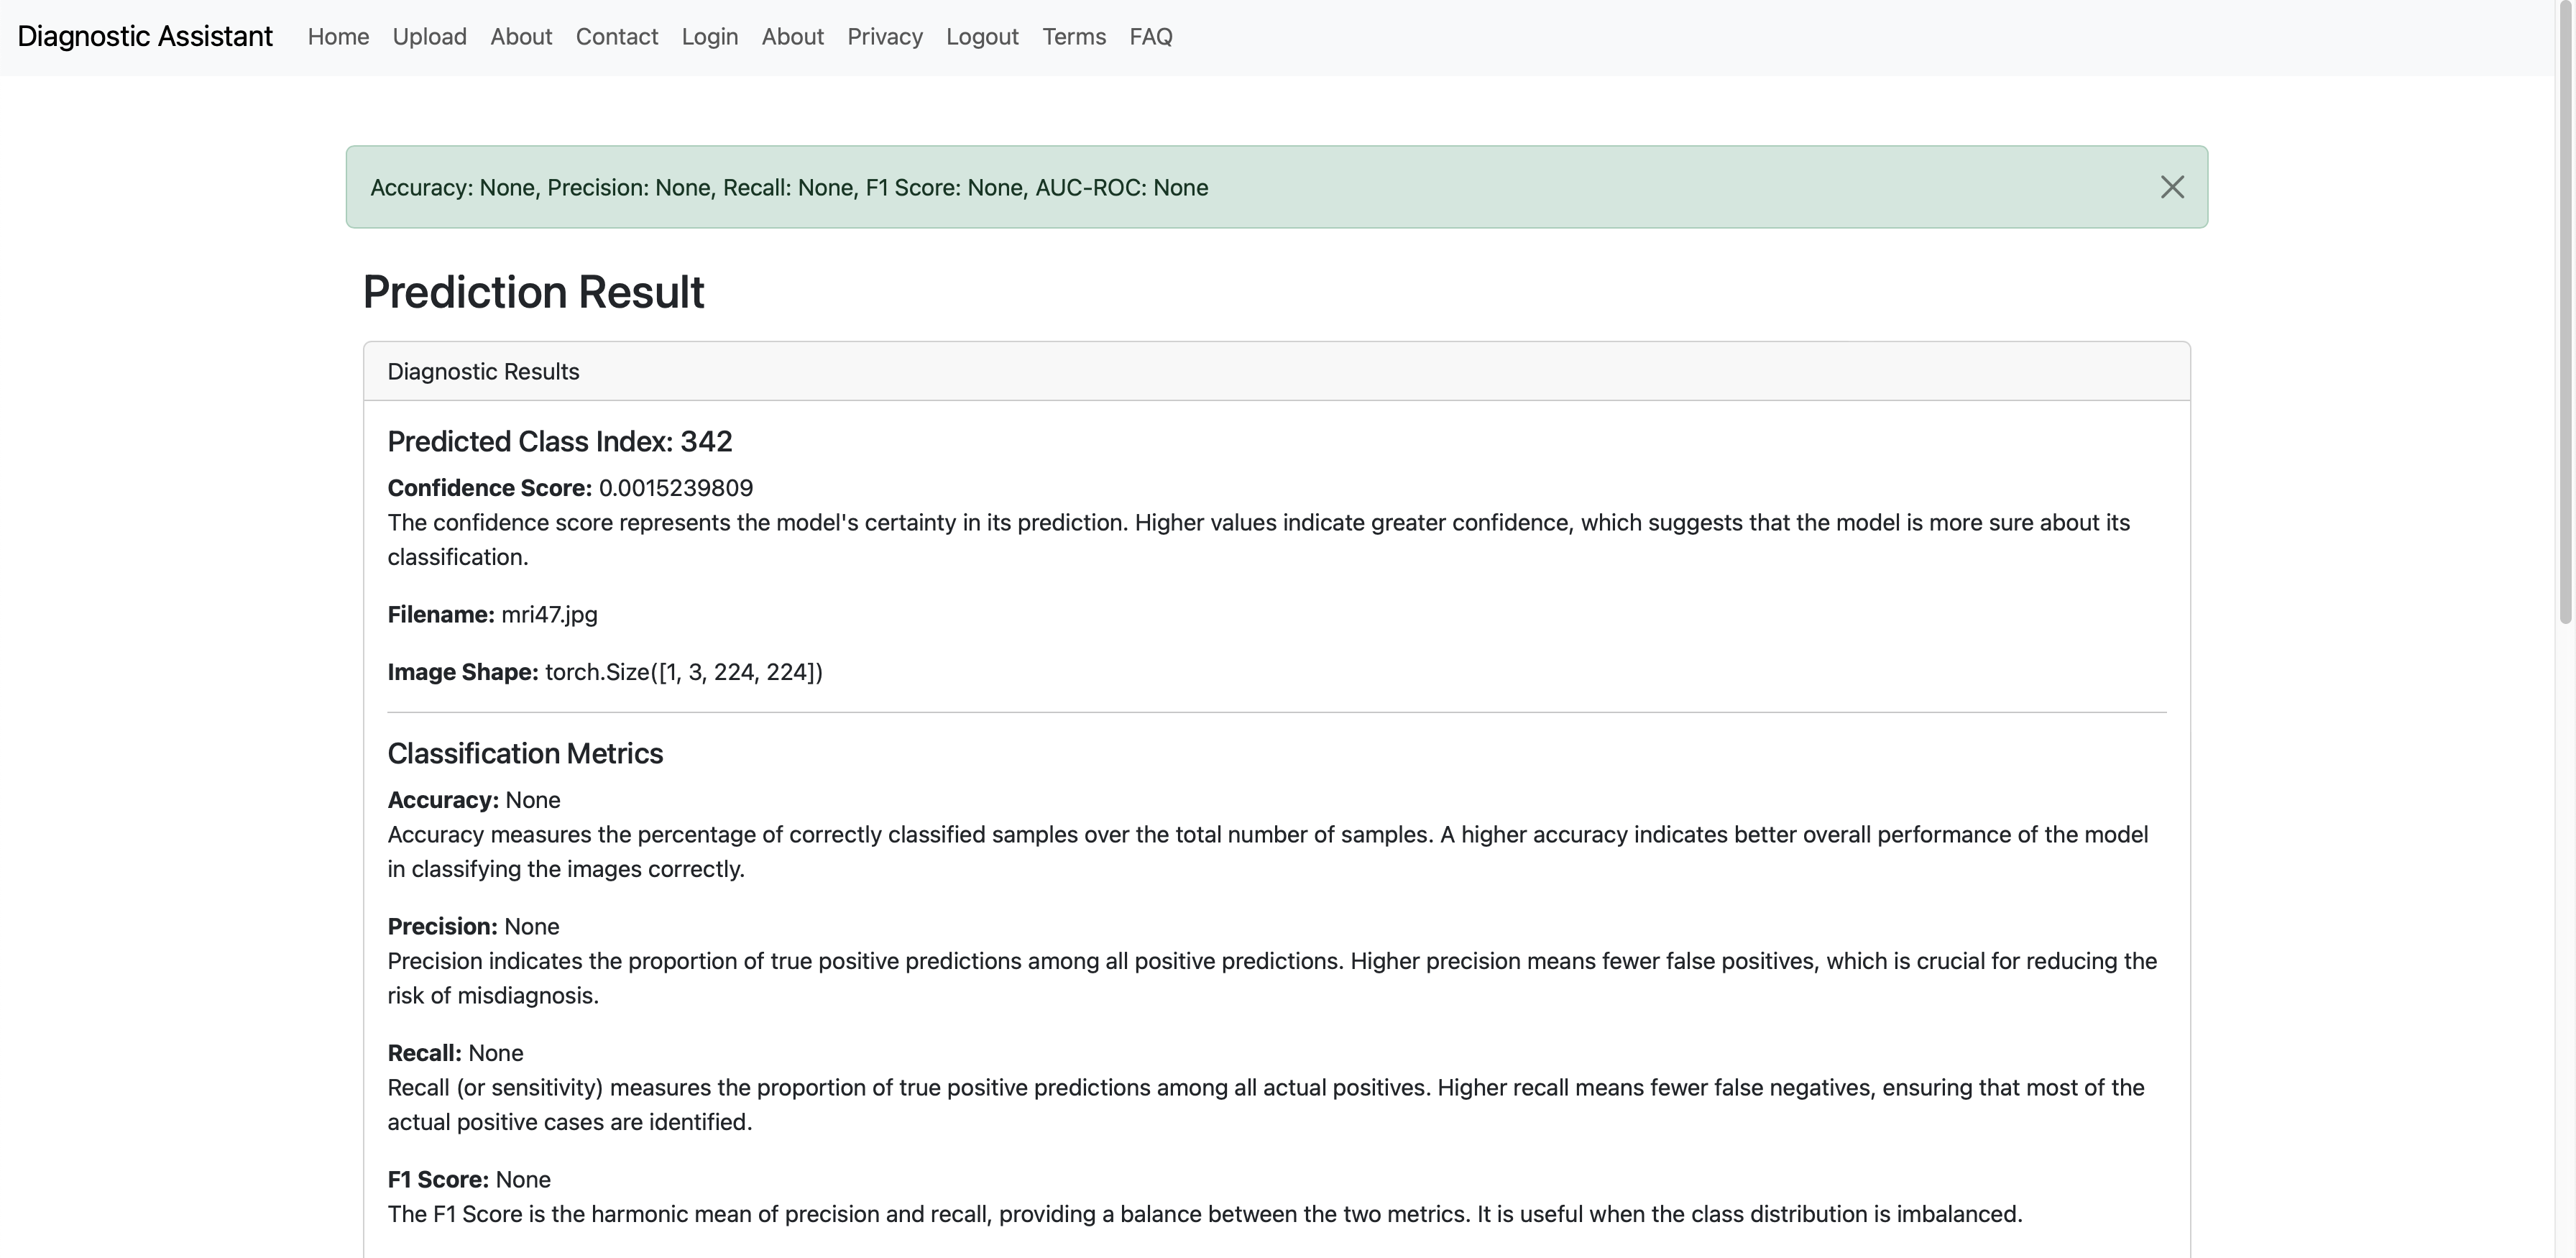 Diagnostic Assistant Home Upload About Contact Login About Privacy Logout Terms FAQ
Accuracy: None, Precision: None, Recall: None, F1 Score: None, AUC-ROC: None
Prediction Result
Diagnostic Results
Predicted Class Index: 342
Confidence Score: 0.0015239809
The confidence score represents the model's certainty in its prediction. Higher values indicate greater confidence, which suggests that the model is more sure about its
classification.
Filename: mri47.jpg
Image Shape: torch.Size([1, 3, 224, 224])
Classification Metrics
Accuracy: None
Accuracy measures the percentage of correctly classified samples over the total number of samples. A higher accuracy indicates better overall performance of the model
in classifying the images correctly.
Precision: None
Precision indicates the proportion of true positive predictions among all positive predictions. Higher precision means fewer false positives, which is crucial for reducing the
risk of misdiagnosis.
Recall: None
Recall (or sensitivity) measures the proportion of true positive predictions among all actual positives. Higher recall means fewer false negatives, ensuring that most of the
actual positive cases are identified.
F1 Score: None
The F1 Score is the harmonic mean of precision and recall, providing a balance between the two metrics. It is useful when the class distribution is imbalanced.